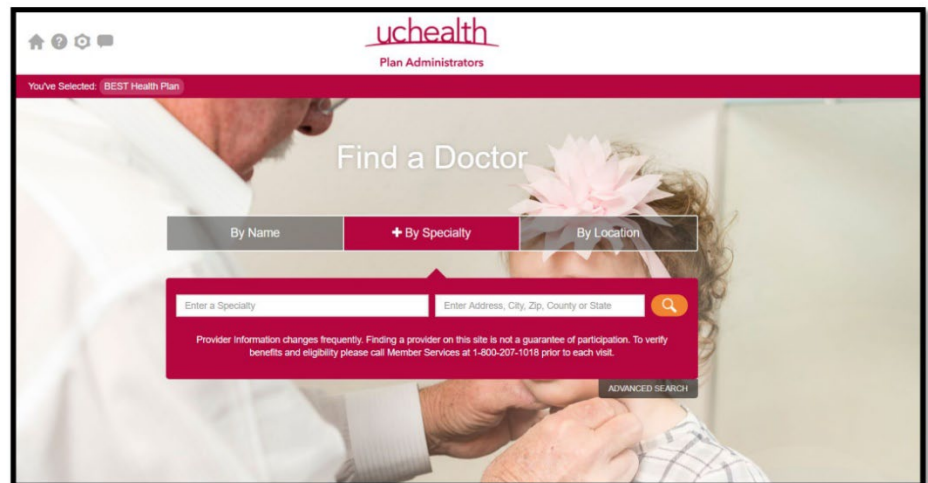 uchealth
Plan Administrators
You've Selected: BEST Health Plan
Find a Doctor
By Name
+ By Specialty
By Location
Enter a Specialty
Enter Address, City, Zip, County or State
Provider Information changes frequently. Finding a provider on this site is not a guarantee of participation. To verify
benefits and eligibility please call Member Services at 1-800-207-1018 prior to each visit.
ADVANCED SEARCH